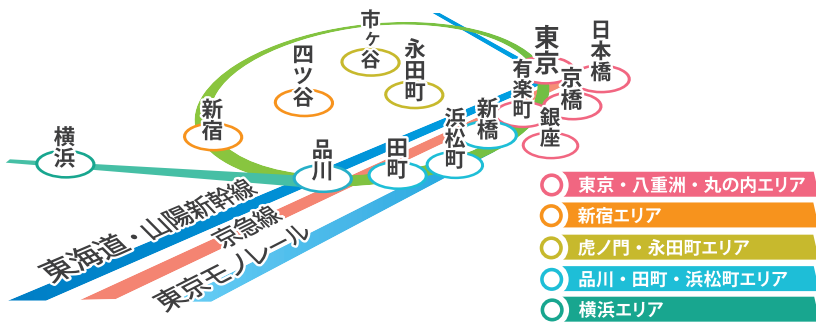 市ヶ谷
四ツ谷
永田町
東京
日本橋
有楽町
京橋
銀座
新宿
新橋
浜松町
田町
品川
横浜
東海道・山陽新幹線
京急線
東京モノレール
東京・八重洲・丸の内エリア
新宿エリア
虎ノ門・永田町エリア
品川・田町・浜松町エリア
横浜エリア